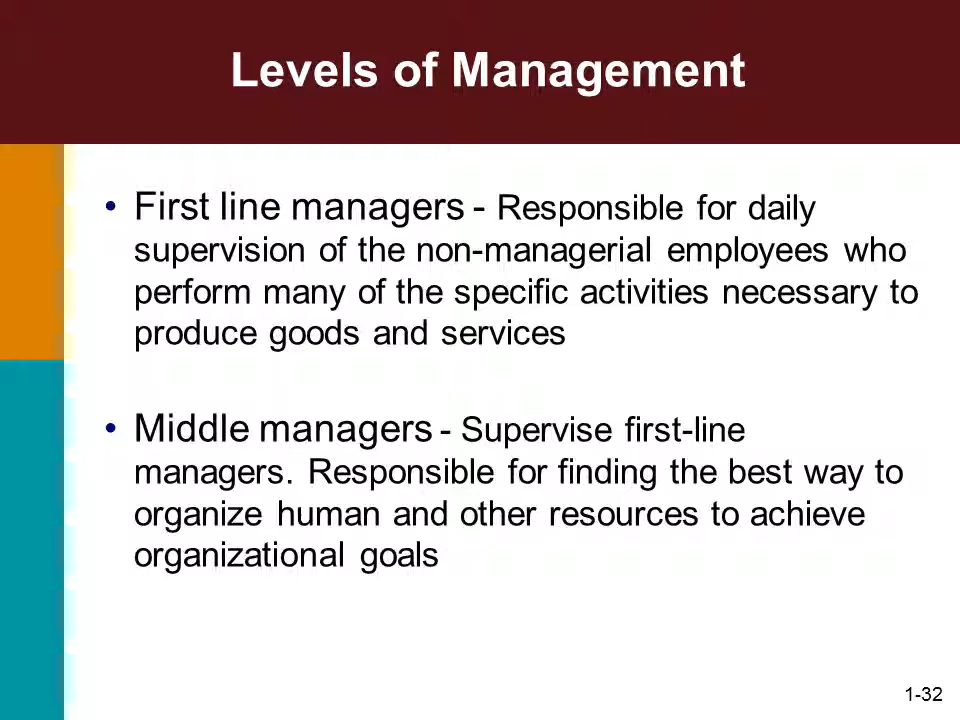 Levels of Management
• First line managers - Responsible for daily
supervision of the non-managerial employees who
perform many of the specific activities necessary to
produce goods and services
• Middle managers - Supervise first-line
managers. Responsible for finding the best way to
organize human and other resources to achieve
organizational goals
1-32